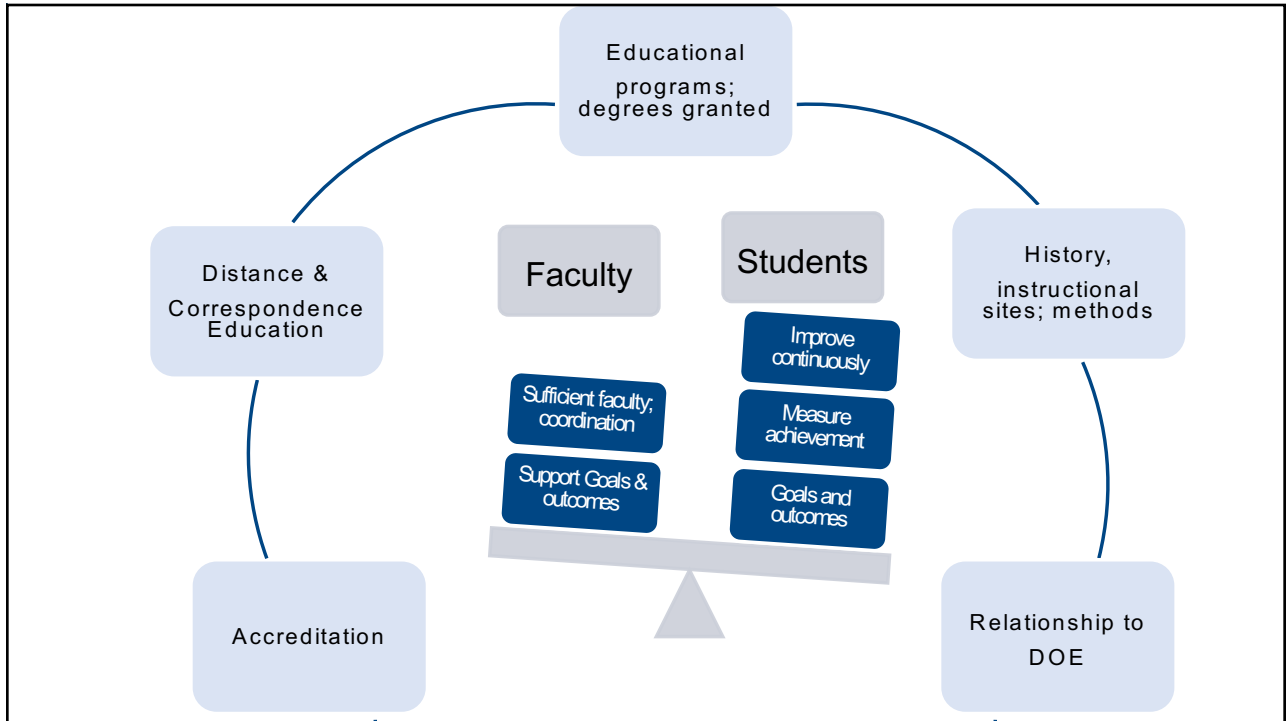 Educational
programs;
degrees granted
Distance &
Correspondence
Education
Faculty
Students
History,
instructional
sites; methods
Improve
continuously
Sufficient faculty;
coordination
Measure
achievement
Support Goals &
outcomes
Goals and
outcomes
Accreditation
Relationship to
DOE